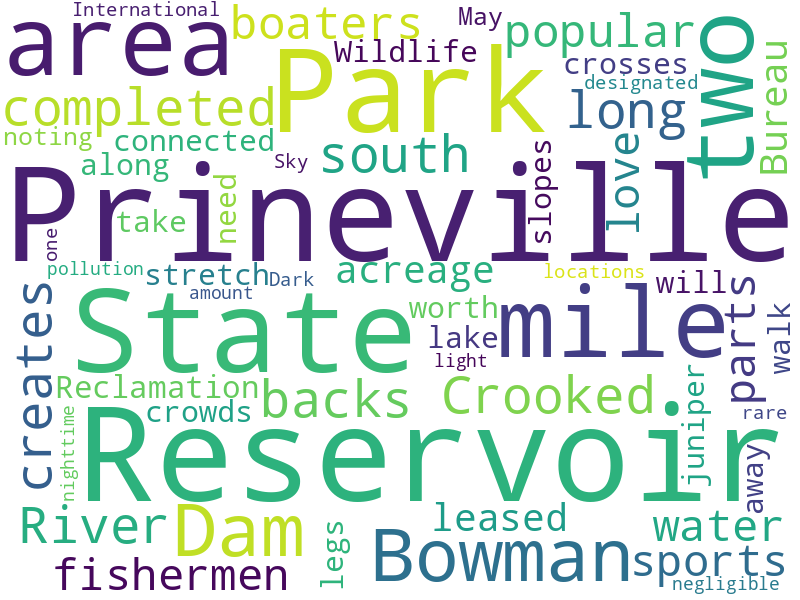 International
May
area
boaters
popular
two
Park
Wildlife
crosses
designated
Bureau
completed
long
noting
connected
south
slopes
love
along
Sky
Prineville
need
take
one
pollution
stretch
Dark
acreage
locations
will
amount
State
worth
mile
parts
walk
creates
lake
light
Reclamation
backs
Crooked
juniper
rare
crowds
nighttime
Reservoir
away
River
Dam
legs
leased
water
Bowman
sports
fishermen
negligible